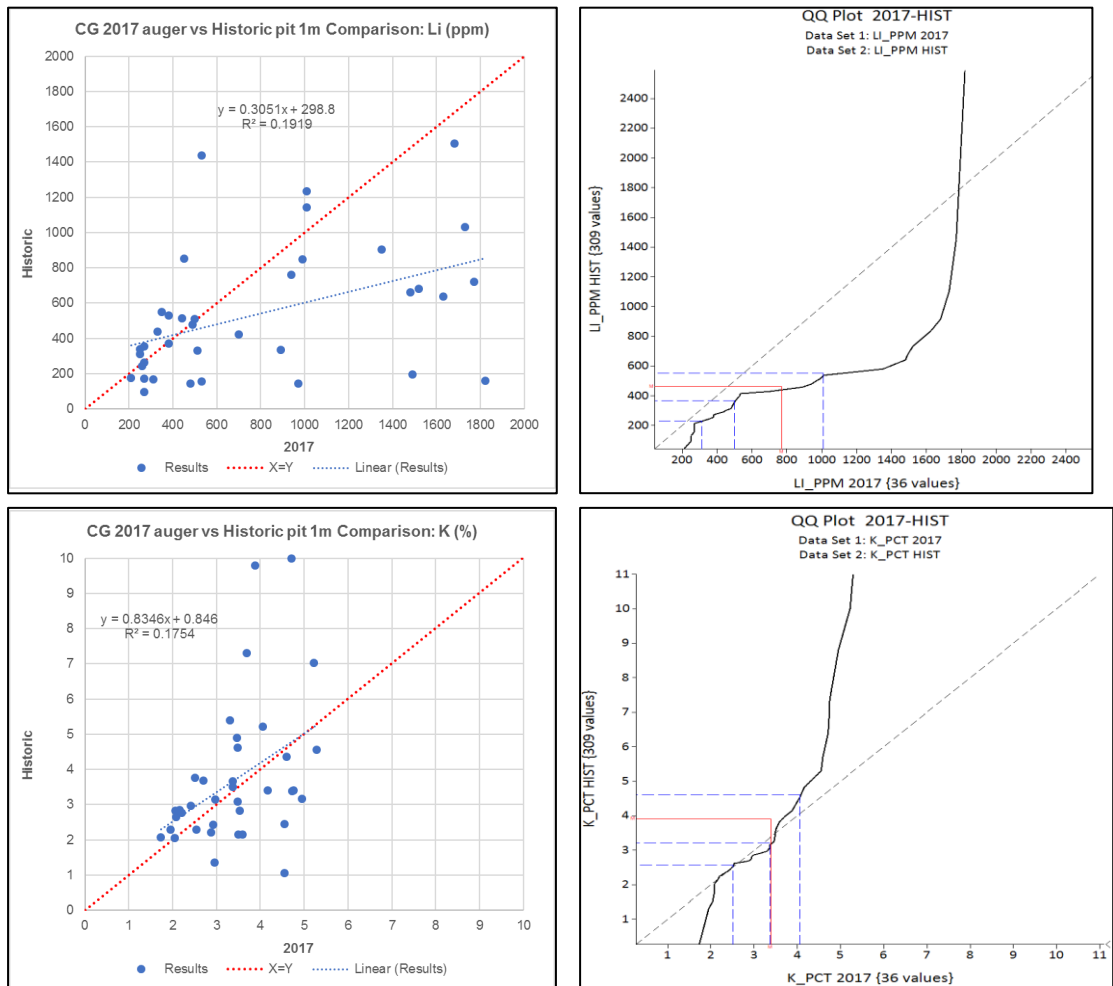 CG 2017 auger vs Historic pit 1m Comparison: Li (ppm)
2000
1800
1600
1400
1200
1000
800
600
400
200
0
y = 0.3051x + 298.8
R² = 0.1919
Historic
0 200 400 600 800 1000 1200 1400 1600 1800 2000
2017
Results X=Y Linear (Results)
QQ Plot 2017-HIST
Data Set 1: LI_PPM 2017
Data Set 2: LI_PPM HIST
2400
2200
2000
1800
1600
1400
1200
1000
800
600
400
200
LI_PPM HIST {309 values}
200 400 600 800 1000 1200 1400 1600 1800 2000 2200 2400
LI_PPM 2017 {36 values}
CG 2017 auger vs Historic pit 1m Comparison: K (%)
10
9
8
7
6
5
4
3
2
1
0
y = 0.8346x + 0.846
R² = 0.1754
Historic
0 1 2 3 4 5 6 7 8 9 10
2017
Results X=Y Linear (Results)
QQ Plot 2017-HIST
Data Set 1: K_PCT 2017
Data Set 2: K_PCT HIST
11
10
9
8
7
6
5
4
3
2
1
K_PCT HIST {309 values}
1 2 3 4 5 6 7 8 9 10 11
K_PCT 2017 {36 values}